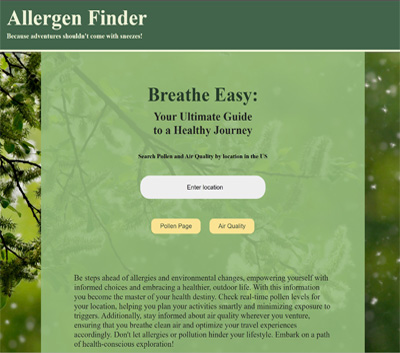 Allergen Finder
Because adventures shouldn't come with sneezes!
Breathe Easy:
Your Ultimate Guide
to a Healthy Journey
Search Pollen and Air Quality by location in the US
Enter location
Pollen Page
Air Quality
Be steps ahead of allergies and environmental changes, empowering yourself with
informed choices and embracing a healthier, outdoor life. With this information
you become the master of your health destiny. Check real-time pollen levels for
your location, helping you plan your activities smartly and minimizing exposure to
triggers. Additionally, stay informed about air quality wherever you venture,
ensuring that you breathe clean air and optimize your travel experiences
accordingly. Don't let allergies or pollution hinder your lifestyle. Embark on a path
of health-conscious exploration!